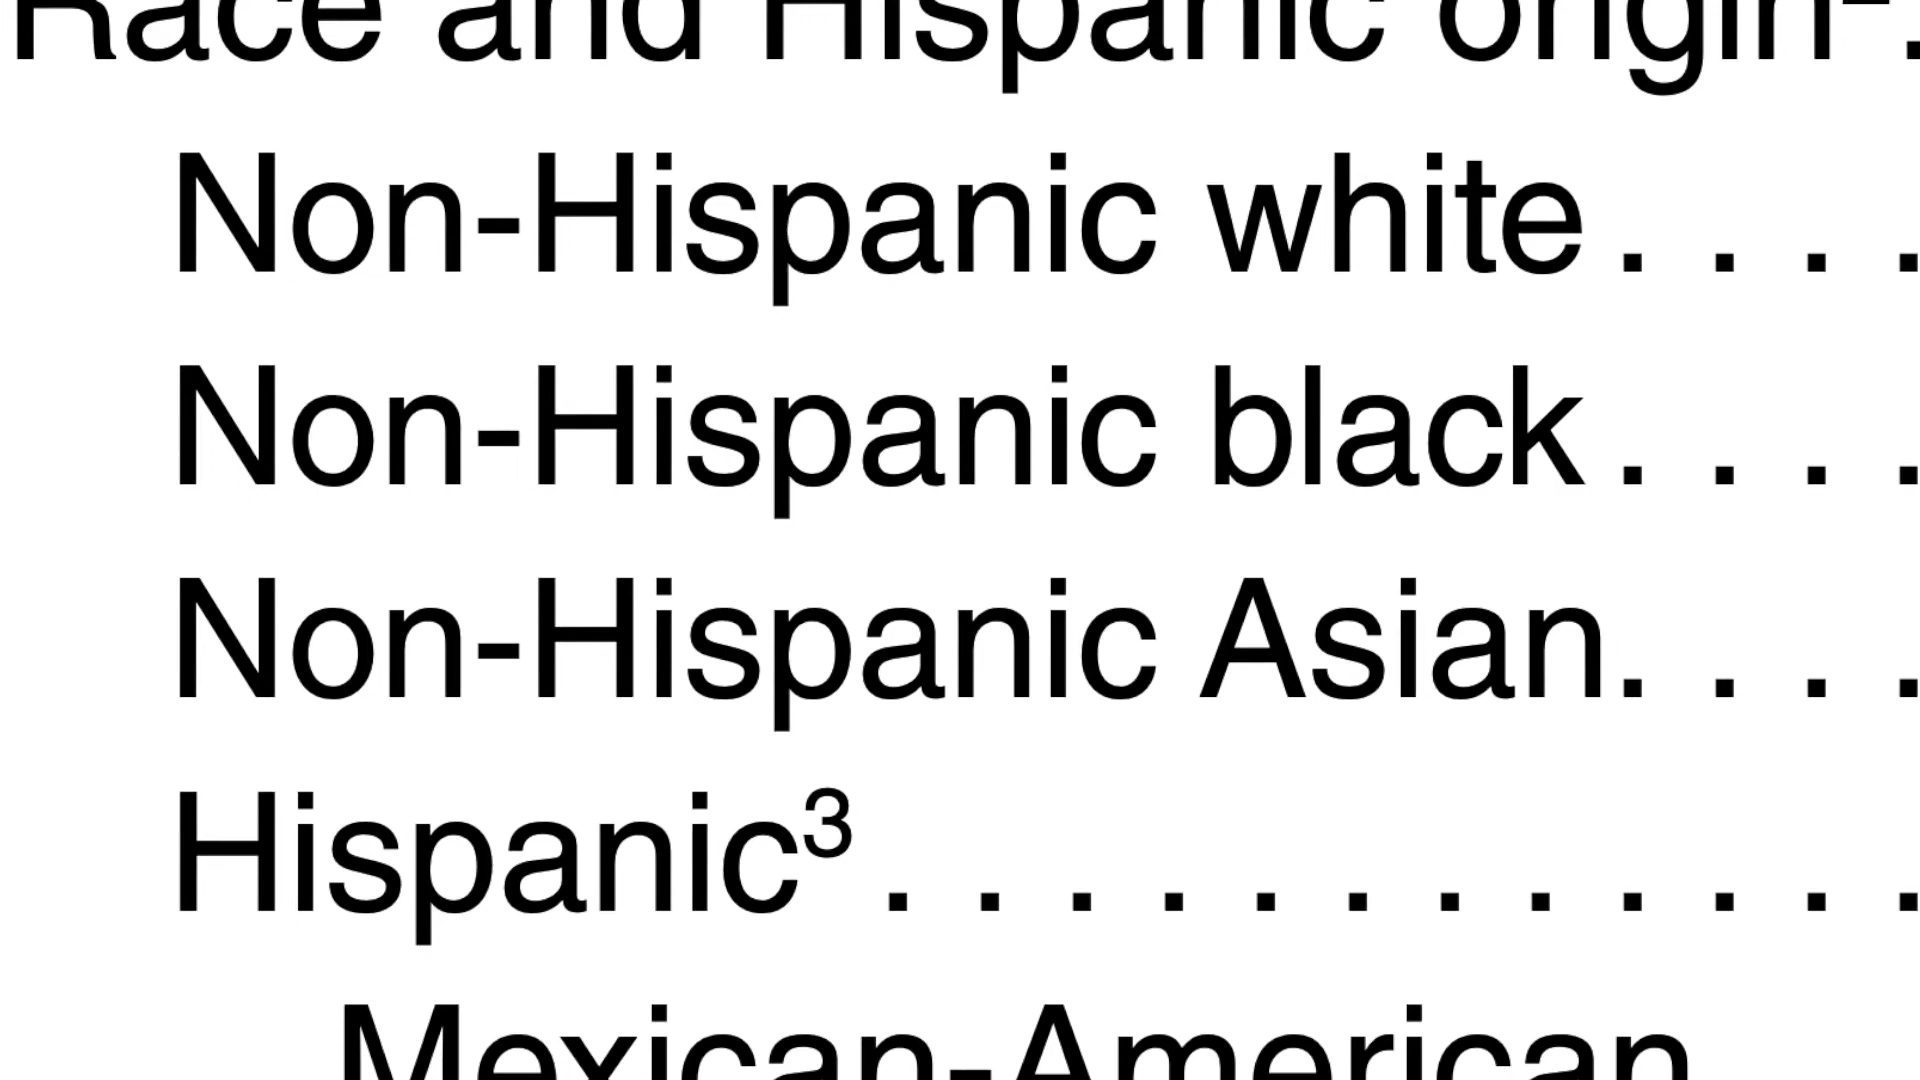 Race and Hispanic origin .
Non-Hispanic white . . . .
Non-Hispanic black . . . .
Non-Hispanic Asian. . . .
Hispanic³ . . . . . . . . . . . .
Mexican-American